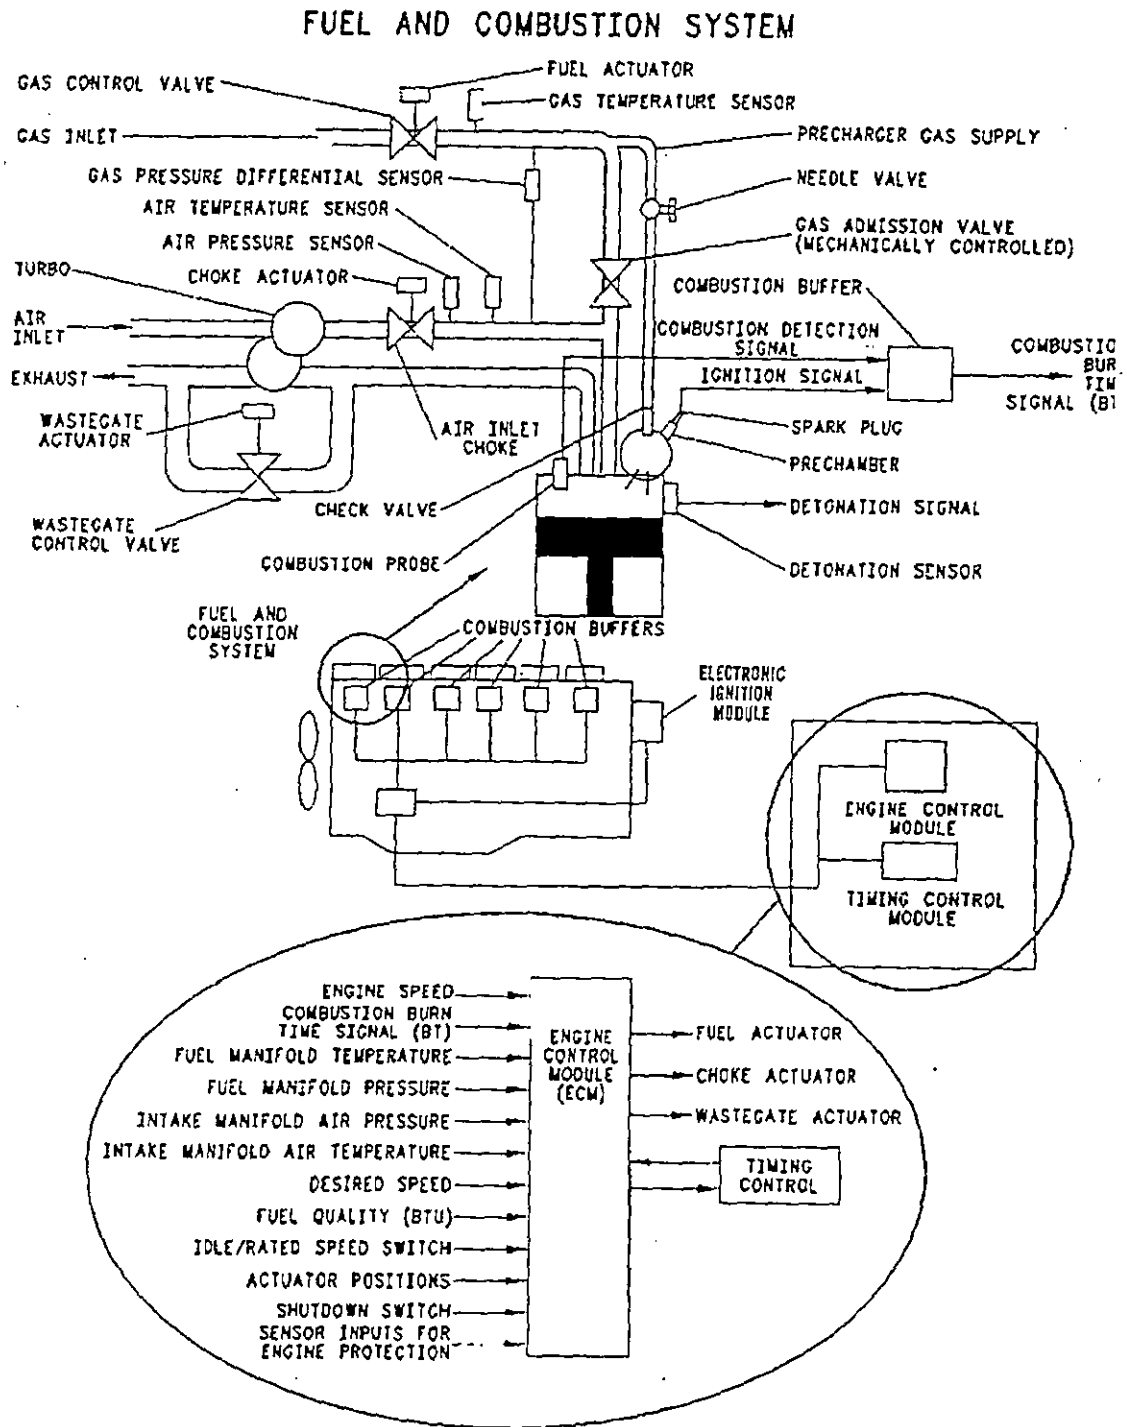 FUEL AND COMBUSTION SYSTEM
GAS CONTROL VALVE
FUEL ACTUATOR
GAS TEMPERATURE SENSOR
GAS INLET
PRECHARGER GAS SUPPLY
GAS PRESSURE DIFFERENTIAL SENSOR
NEEDLE VALVE
AIR TEMPERATURE SENSOR
AIR PRESSURE SENSOR
GAS ADMISSION VALVE
(MECHANICALLY CONTROLLED)
TURBO
CHOKE ACTUATOR
COMBUSTION BUFFER
AIR
INLET
COMBUSTION DETECTION
SIGNAL
COMBUSTIO
BUR
TIM
SIGNAL (BT
EXHAUST
IGNITION SIGNAL
WASTEGATE
ACTUATOR
AIR INLET
CHOKE
SPARK PLUG
PRECHAMBER
CHECK VALVE
DETONATION SIGNAL
WASTEGATE
CONTROL VALVE
COMBUSTION PROBE
DETONATION SENSOR
FUEL AND
COMBUSTION
SYSTEM
COMBUSTION BUFFERS
ELECTRONIC
IGNITION
MODULE
ENGINE CONTROL
MODULE
TIMING CONTROL
MODULE
ENGINE SPEED
COMBUSTION BURN
TIME SIGNAL (BT)
FUEL MANIFOLD TEMPERATURE
FUEL MANIFOLD PRESSURE
INTAKE MANIFOLD AIR PRESSURE
INTAKE MANIFOLD AIR TEMPERATURE
DESIRED SPEED
FUEL QUALITY (BTU)
IDLE/RATED SPEED SWITCH
ACTUATOR POSITIONS
SHUTDOWN SWITCH
SENSOR INPUTS FOR
ENGINE PROTECTION
ENGINE
CONTROL
MODULE
(ECM)
FUEL ACTUATOR
CHOKE ACTUATOR
WASTEGATE ACTUATOR
TIMING
CONTROL